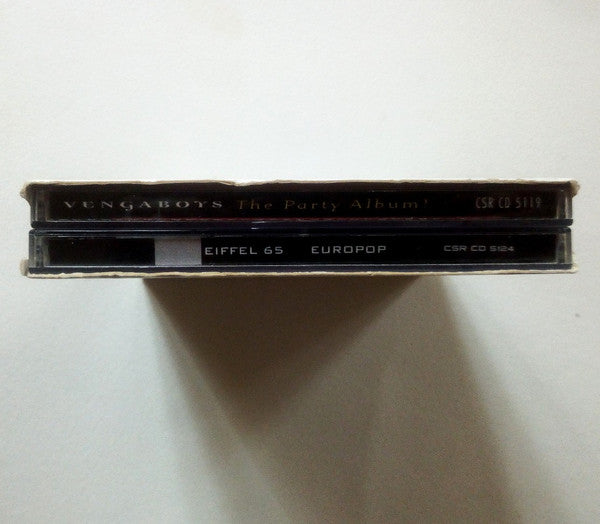 VENGABOYS The Party Album! CSR CD 5119
EIFFEL 65 EUROPOP CSR CD 5124